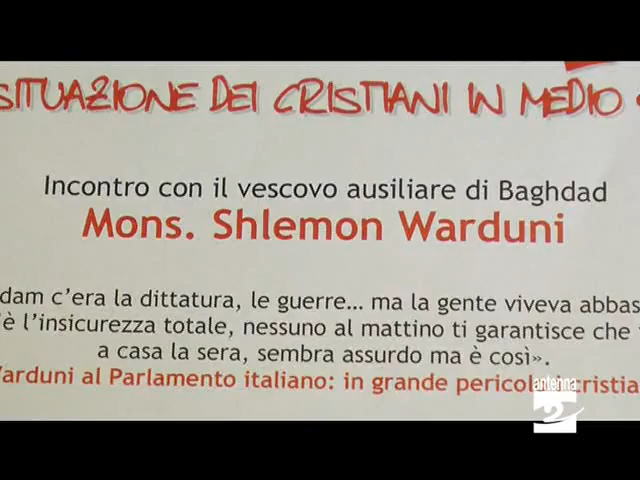 SITUAZIONE DEI CRISTIANI IN MEDIO
Incontro con il vescovo ausiliare di Baghdad
Mons. Shlemon Warduni
dam c'era la dittatura, le guerre... ma la gente viveva abbas
'è l'insicurezza totale, nessuno al mattino ti garantisce che
a casa la sera, sembra assurdo ma è così».
Warduni al Parlamento italiano: in grande pericolo cristia
antenna
2